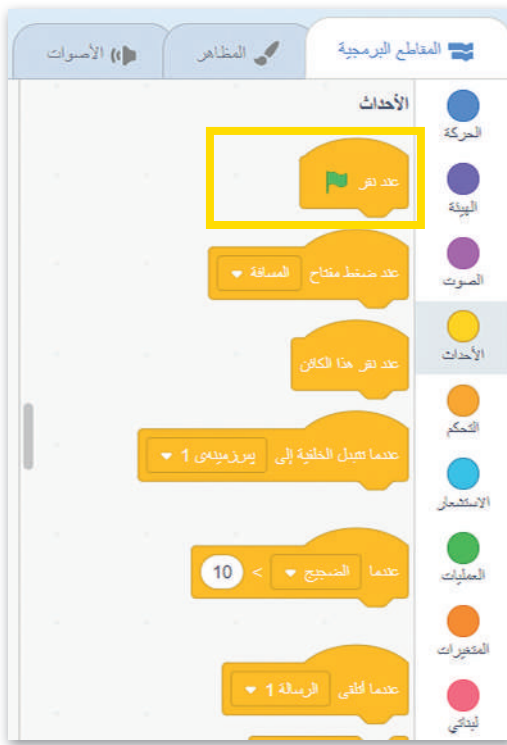 المقاطع البرمجية
المظاهر
الأصوات
الأحداث
الحركة
الهيئة
الصوت
الأحداث
التحكم
الاستشعار
العمليات
المتغيرات
لبناتي
عند نقر
عند ضغط مفتاح المسافة
عند نقر هذا الكائن
عندما تتبدل الخلفية إلى 1
عندما الضجيج > 10
عندما أتلقى الرسالة 1